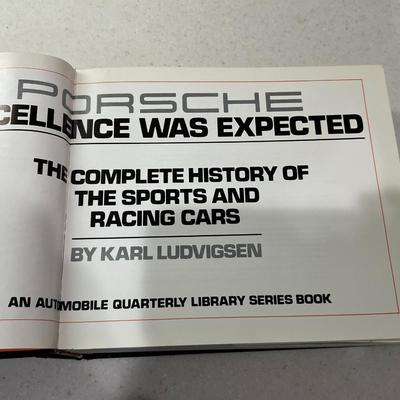 PORSCHE
CELLENCE WAS EXPECTED
THE COMPLETE HISTORY OF
THE SPORTS AND
RACING CARS
BY KARL LUDVIGSEN
AN AUTOMOBILE QUARTERLY LIBRARY SERIES BOOK